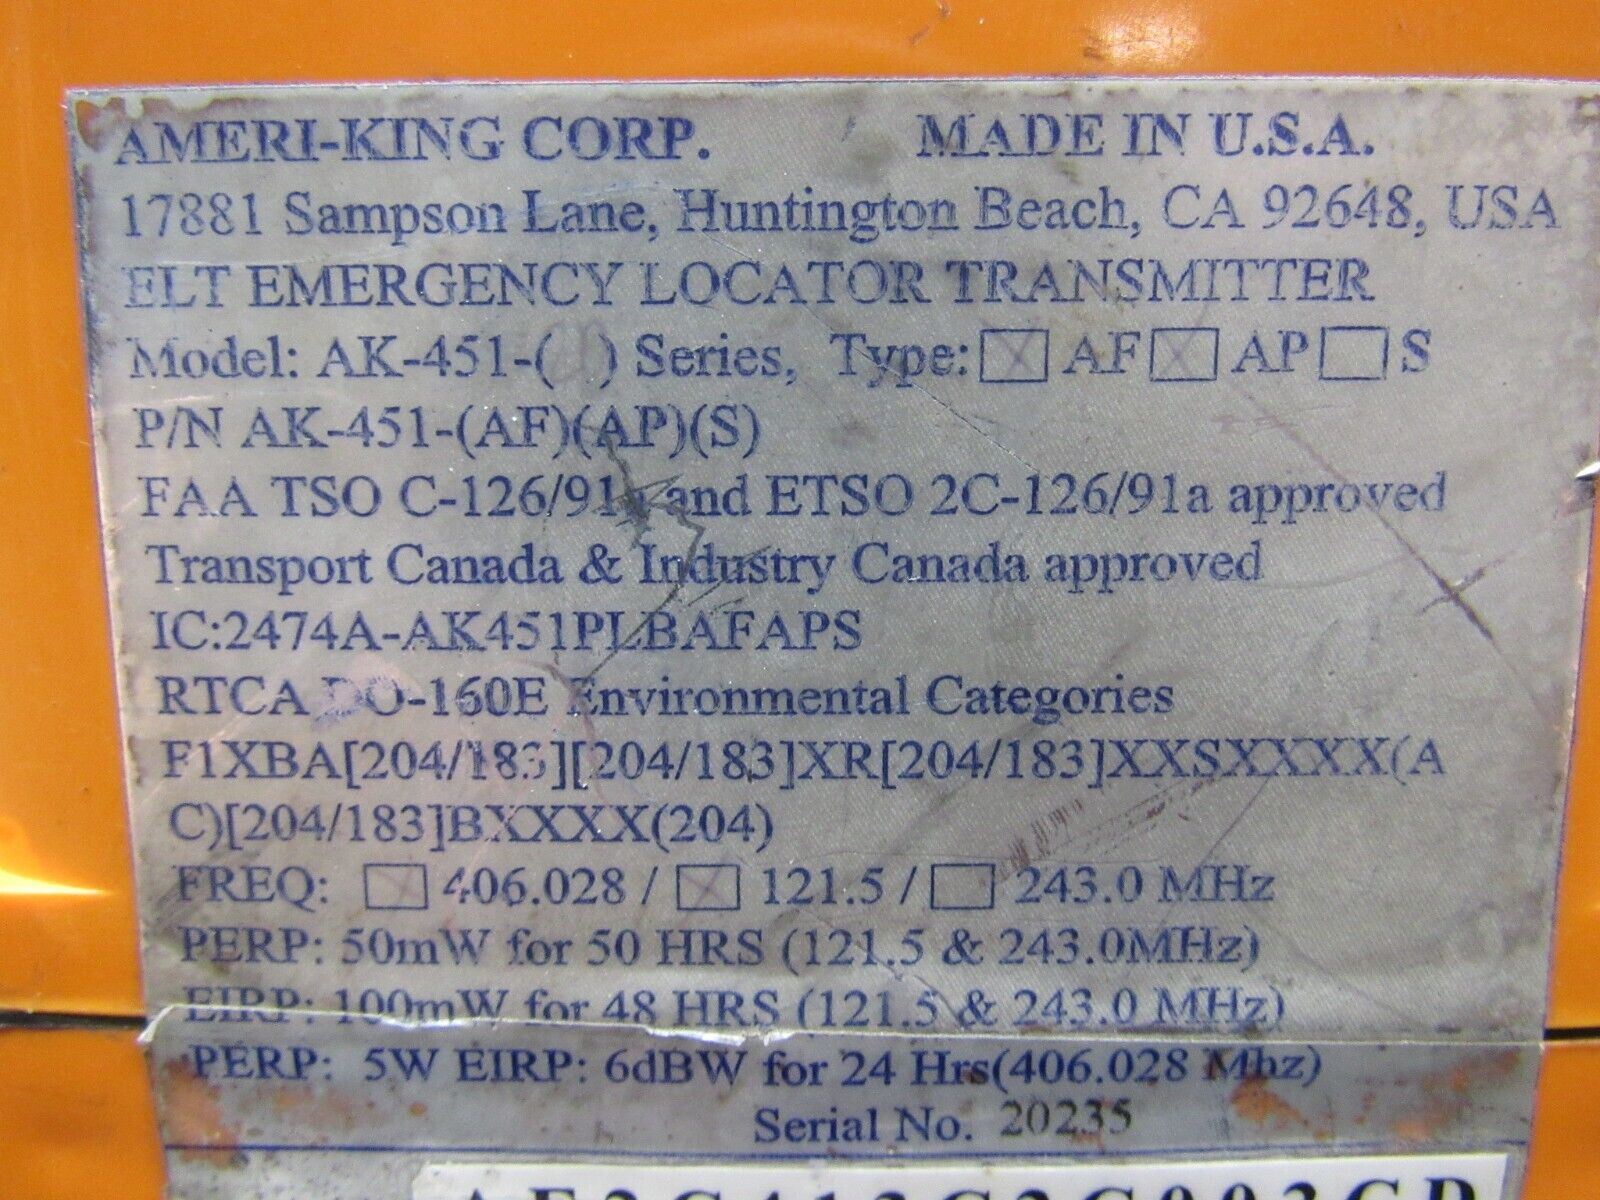 AMERI-KING CORP. MADE IN U.S.A.
17881 Sampson Lane, Huntington Beach, CA 92648, USA
ELT EMERGENCY LOCATOR TRANSMITTER
Model: AK-451-( ) Series, Type: ☒ AF ☒ AP ☐ S
P/N AK-451-(AF)(AP)(S)
FAA TSO C-126/91a and ETSO 2C-126/91a approved
Transport Canada & Industry Canada approved
IC:2474A-AK451PLBAFAPS
RTCA DO-160E Environmental Categories
F1XBA[204/183][204/183]XR[204/183]XXSXXXX(A
C)[204/183]BXXXX(204)
FREQ: ☒ 406.028 / ☒ 121.5 / ☐ 243.0 MHz
PERP: 50mW for 50 HRS (121.5 & 243.0MHz)
EIRP: 100mW for 48 HRS (121.5 & 243.0 MHz)
PERP: 5W EIRP: 6dBW for 24 Hrs(406.028 Mhz)
Serial No. 20235